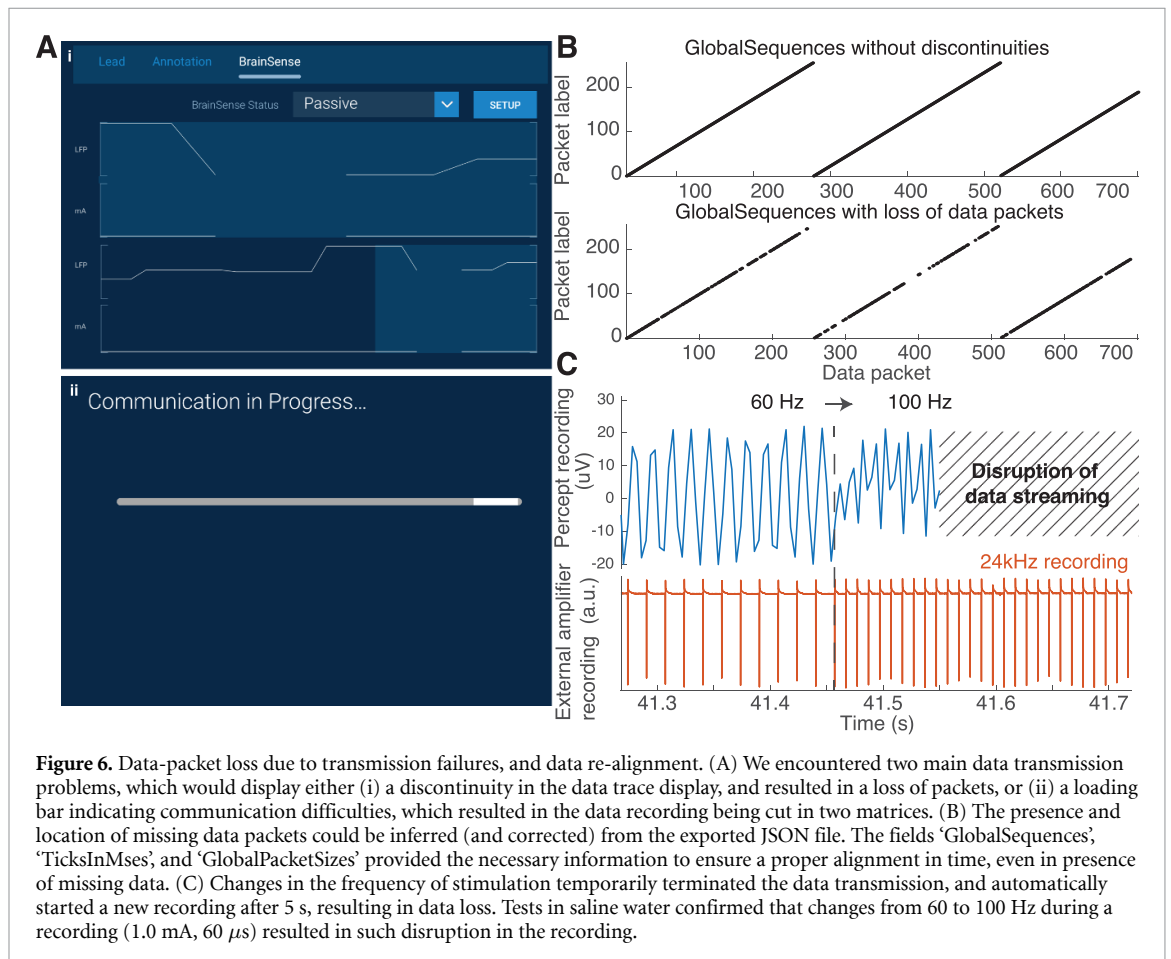 A
i
Lead Annotation BrainSense
BrainSense Status Passive SETUP
LFP
mA
LFP
mA
ii
Communication in Progress...
B
GlobalSequences without discontinuities
Packet label
200
100
0
100 200 300 400 500 600 700
GlobalSequences with loss of data packets
Packet label
200
100
0
100 200 300 400 500 600 700
Data packet
C
60 Hz → 100 Hz
Percept recording
(uV)
30
20
10
0
-10
-20
Disruption of
data streaming
24kHz recording
External amplifier
recording (a.u.)
41.3 41.4 41.5 41.6 41.7
Time (s)
Figure 6. Data-packet loss due to transmission failures, and data re-alignment. (A) We encountered two main data transmission
problems, which would display either (i) a discontinuity in the data trace display, and resulted in a loss of packets, or (ii) a loading
bar indicating communication difficulties, which resulted in the data recording being cut in two matrices. (B) The presence and
location of missing data packets could be inferred (and corrected) from the exported JSON file. The fields ‘GlobalSequences’,
‘TicksInMses’, and ‘GlobalPacketSizes’ provided the necessary information to ensure a proper alignment in time, even in presence
of missing data. (C) Changes in the frequency of stimulation temporarily terminated the data transmission, and automatically
started a new recording after 5 s, resulting in data loss. Tests in saline water confirmed that changes from 60 to 100 Hz during a
recording (1.0 mA, 60 μs) resulted in such disruption in the recording.